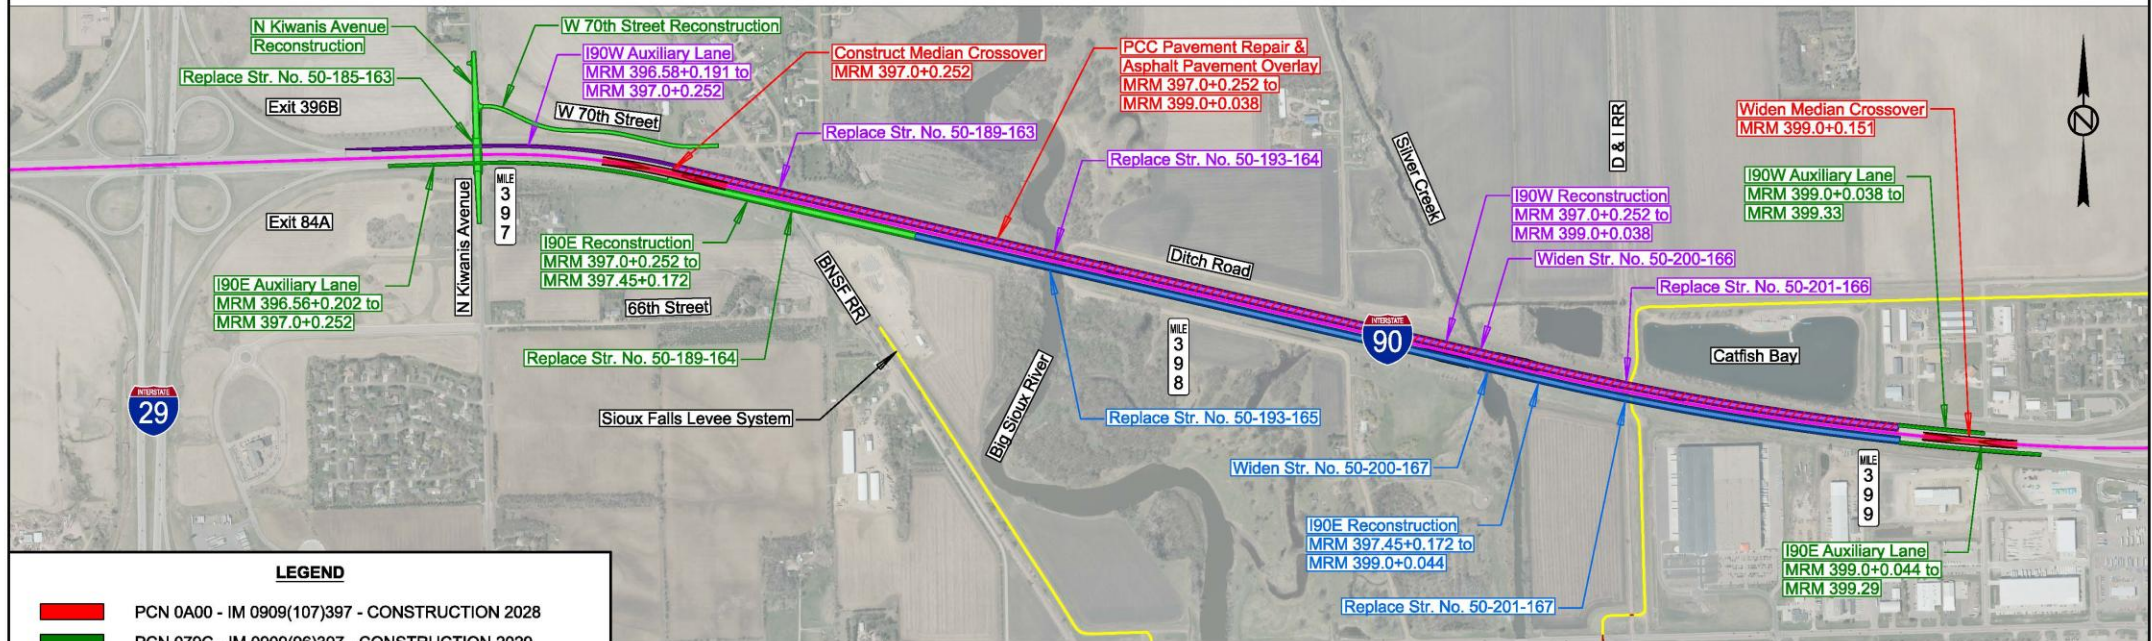 N Kiwanis Avenue
Reconstruction
W 70th Street Reconstruction
I90W Auxiliary Lane
MRM 396.58+0.191 to
MRM 397.0+0.252
Construct Median Crossover
MRM 397.0+0.252
PCC Pavement Repair &
Asphalt Pavement Overlay
MRM 397.0+0.252 to
MRM 399.0+0.038
Replace Str. No. 50-185-163
Exit 396B
W 70th Street
Replace Str. No. 50-189-163
Replace Str. No. 50-193-164
Silver Creek
D & I RR
Widen Median Crossover
MRM 399.0+0.151
N
I90W Auxiliary Lane
MRM 399.0+0.038 to
MRM 399.33
I90W Reconstruction
MRM 397.0+0.252 to
MRM 399.0+0.038
Exit 84A
N Kiwanis Avenue
MILE
3
9
7
I90E Reconstruction
MRM 397.0+0.252 to
MRM 397.45+0.172
Ditch Road
Widen Str. No. 50-200-166
Replace Str. No. 50-201-166
I90E Auxiliary Lane
MRM 396.56+0.202 to
MRM 397.0+0.252
66th Street
BNSF RR
MILE
3
9
8
INTERSTATE
90
Catfish Bay
Replace Str. No. 50-189-164
INTERSTATE
29
Sioux Falls Levee System
Big Sioux River
Replace Str. No. 50-193-165
Widen Str. No. 50-200-167
MILE
3
9
9
I90E Reconstruction
MRM 397.45+0.172 to
MRM 399.0+0.044
I90E Auxiliary Lane
MRM 399.0+0.044 to
MRM 399.29
Replace Str. No. 50-201-167
LEGEND
PCN 0A00 - IM 0909(107)397 - CONSTRUCTION 2028